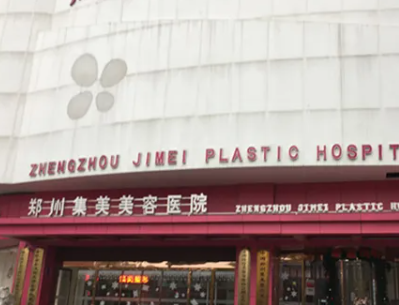 ZHENGZHOU JIMEI PLASTIC HOSPIT
郑州集美美容医院
ZHENGZHOU JIMEI PLASTIC H